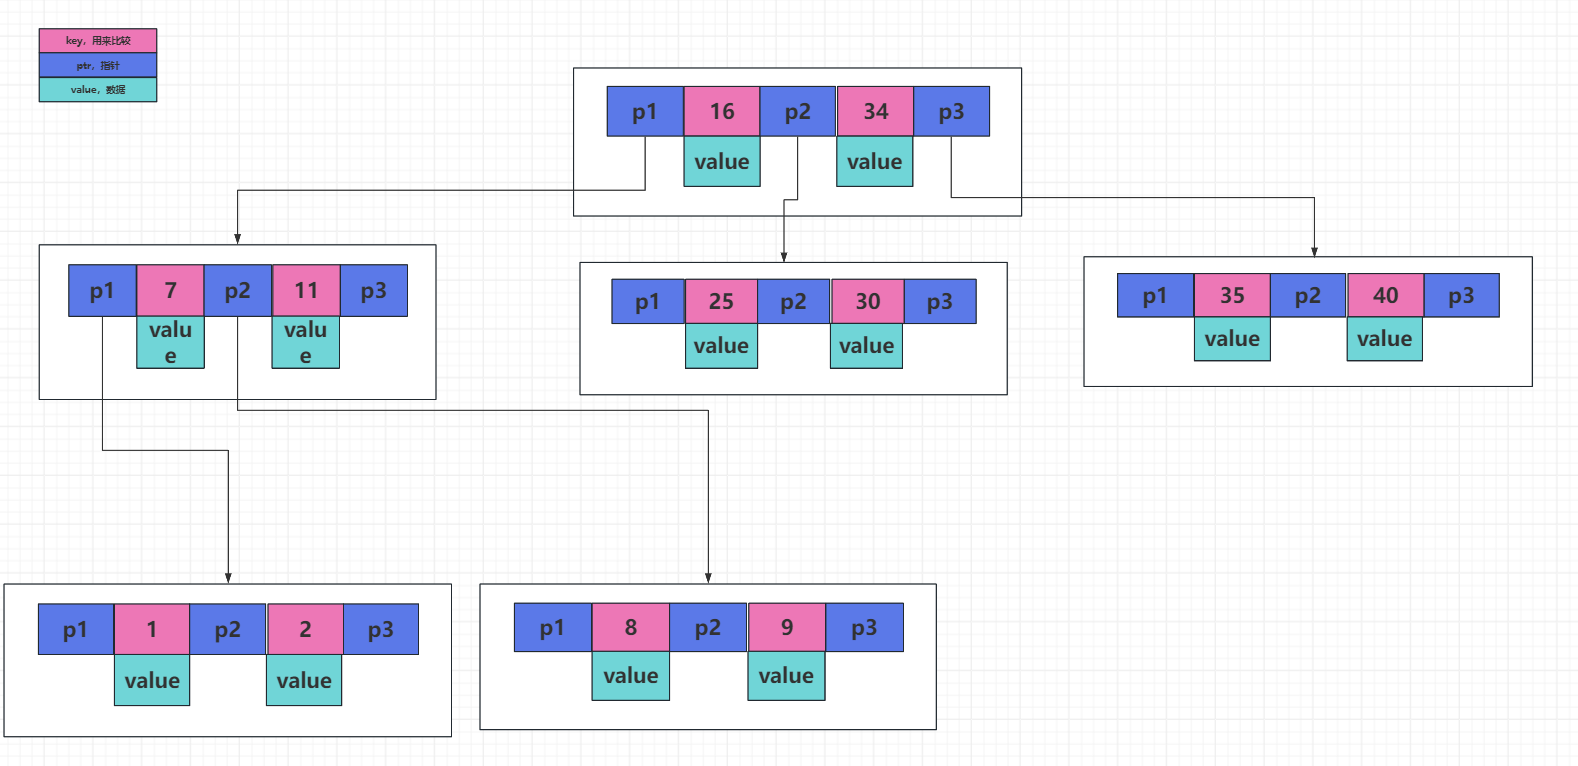 key，用来比较
ptr，指针
value，数据
p1 16 p2 34 p3
value value
p1 7 p2 11 p3
valu valu
e e
p1 25 p2 30 p3
value value
p1 35 p2 40 p3
value value
p1 1 p2 2 p3
value value
p1 8 p2 9 p3
value value